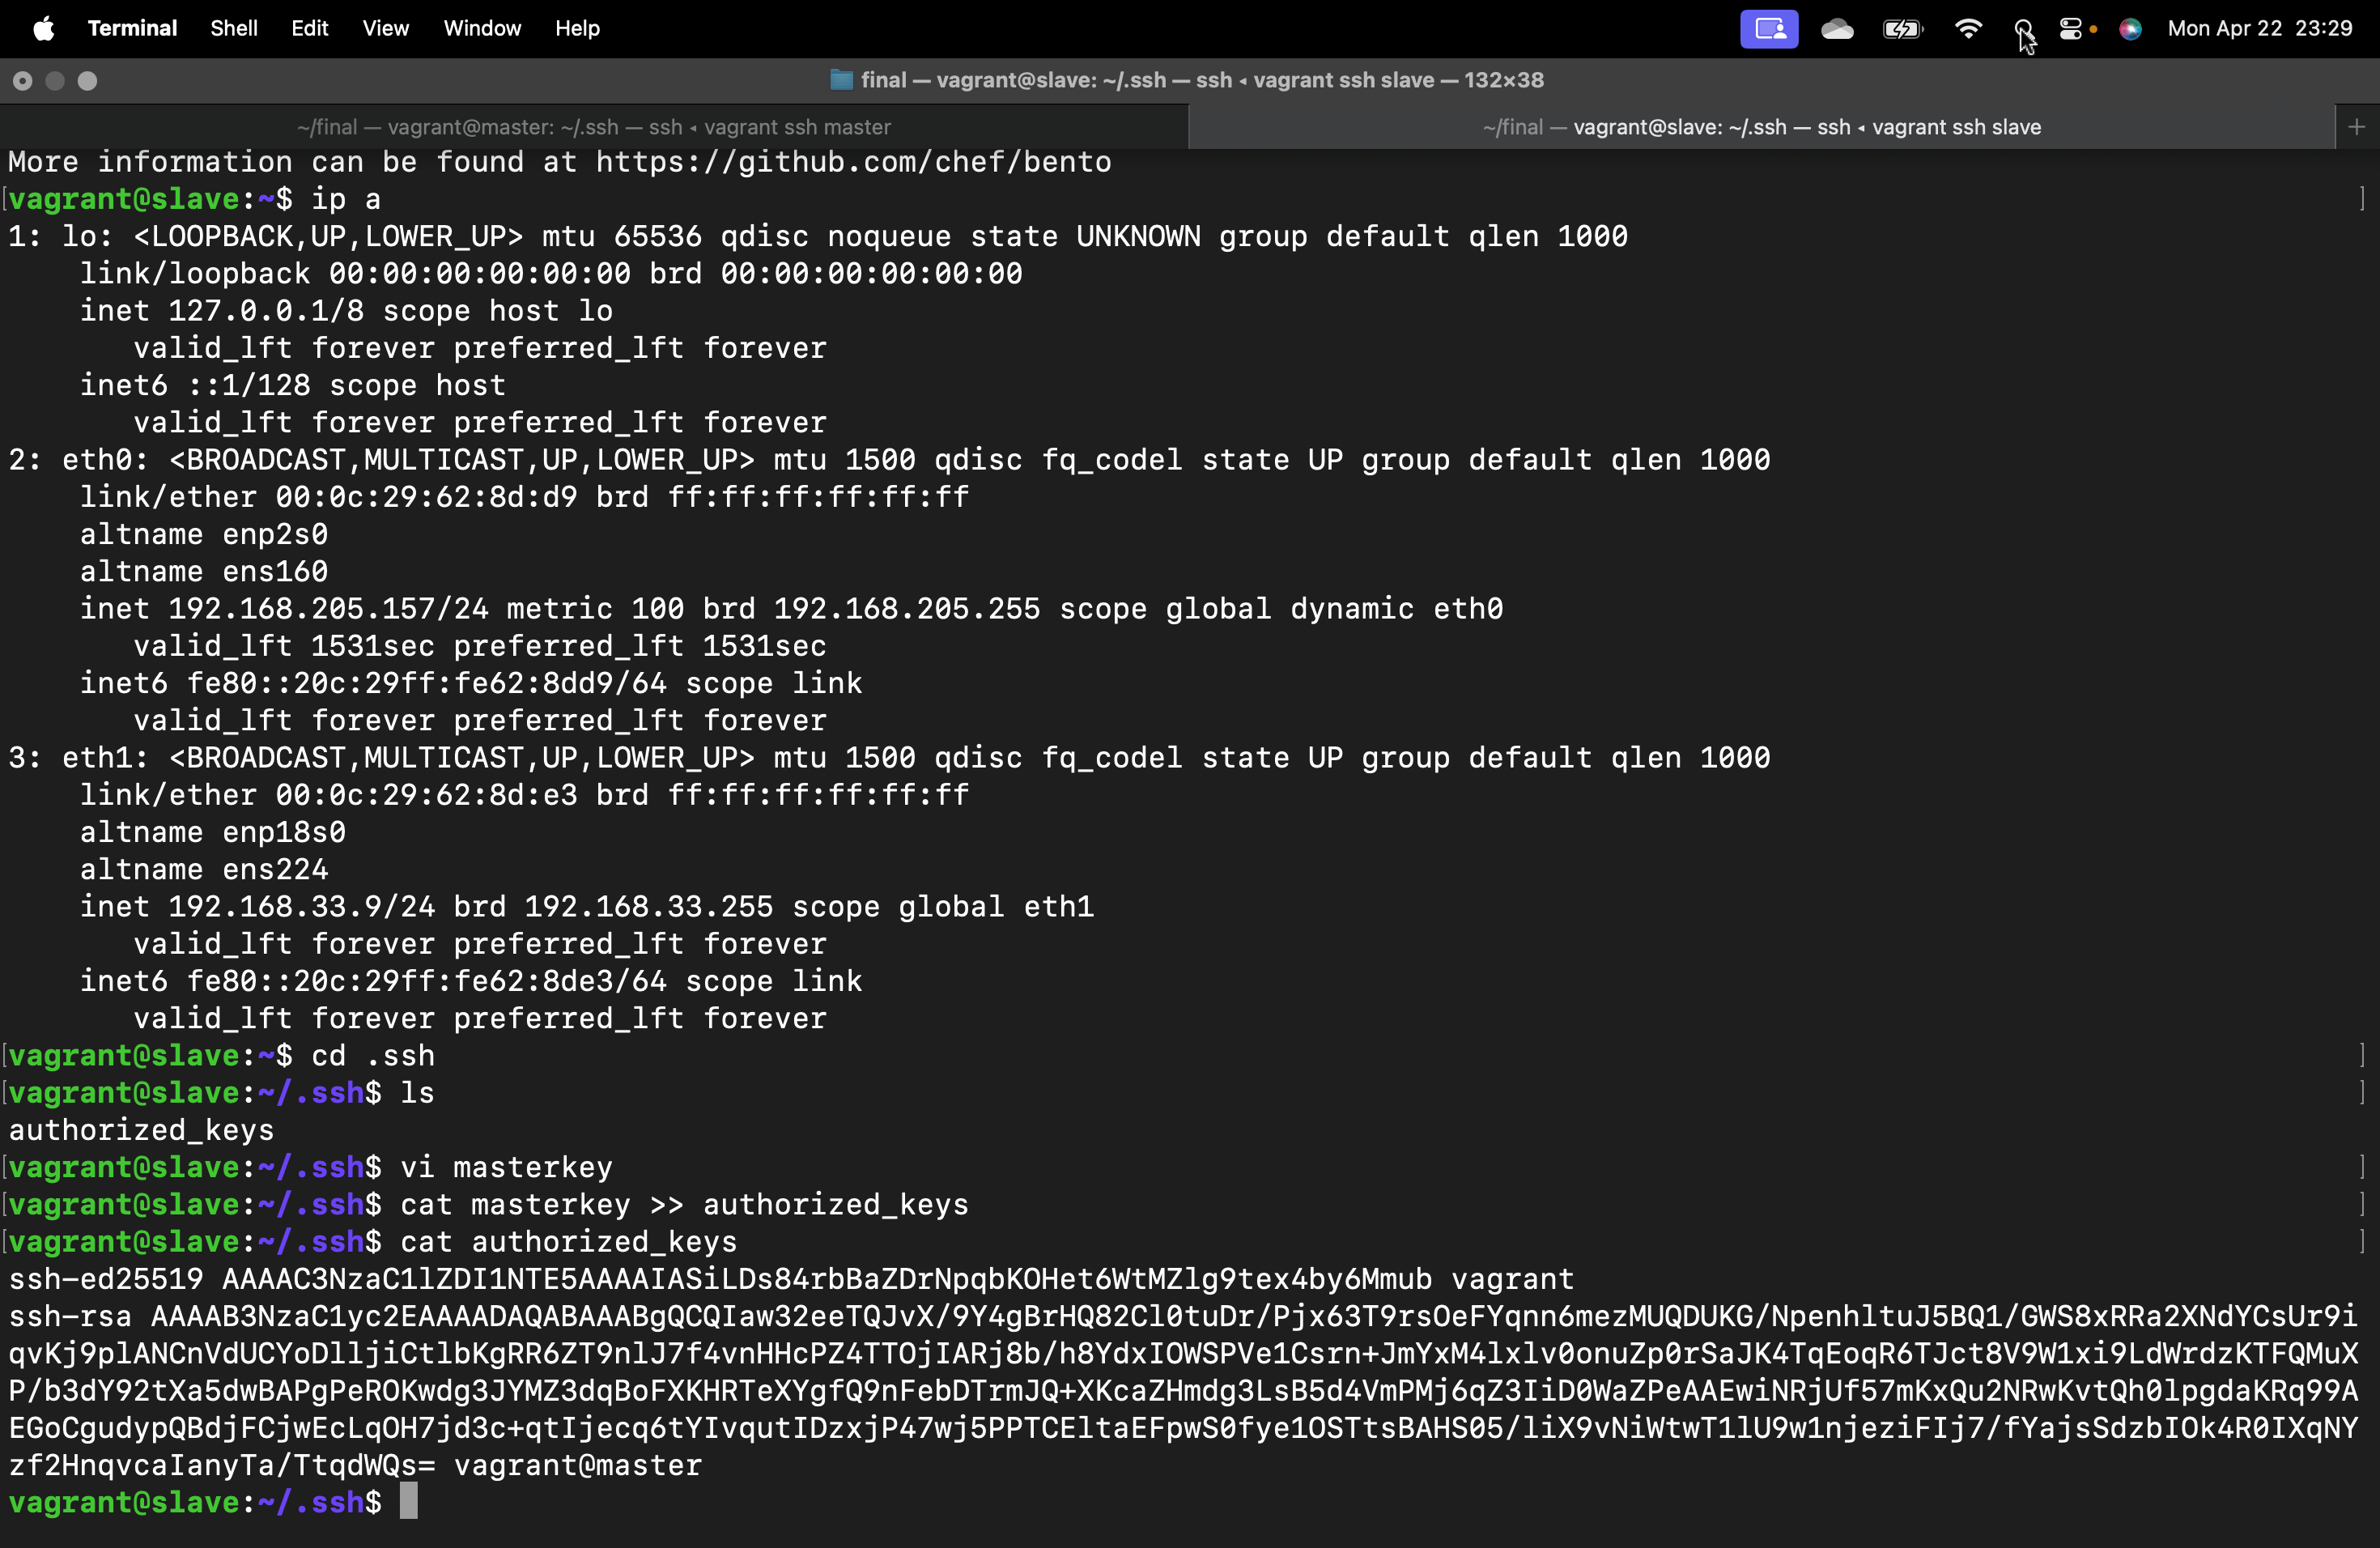 Terminal Shell Edit View Window Help Mon Apr 22 23:29
final — vagrant@slave: ~/.ssh — ssh ◂ vagrant ssh slave — 132×38
~/final — vagrant@master: ~/.ssh — ssh ◂ vagrant ssh master
~/final — vagrant@slave: ~/.ssh — ssh ◂ vagrant ssh slave
More information can be found at https://github.com/chef/bento
[vagrant@slave:~$ ip a ]
1: lo: <LOOPBACK,UP,LOWER_UP> mtu 65536 qdisc noqueue state UNKNOWN group default qlen 1000
    link/loopback 00:00:00:00:00:00 brd 00:00:00:00:00:00
    inet 127.0.0.1/8 scope host lo
       valid_lft forever preferred_lft forever
    inet6 ::1/128 scope host
       valid_lft forever preferred_lft forever
2: eth0: <BROADCAST,MULTICAST,UP,LOWER_UP> mtu 1500 qdisc fq_codel state UP group default qlen 1000
    link/ether 00:0c:29:62:8d:d9 brd ff:ff:ff:ff:ff:ff
    altname enp2s0
    altname ens160
    inet 192.168.205.157/24 metric 100 brd 192.168.205.255 scope global dynamic eth0
       valid_lft 1531sec preferred_lft 1531sec
    inet6 fe80::20c:29ff:fe62:8dd9/64 scope link
       valid_lft forever preferred_lft forever
3: eth1: <BROADCAST,MULTICAST,UP,LOWER_UP> mtu 1500 qdisc fq_codel state UP group default qlen 1000
    link/ether 00:0c:29:62:8d:e3 brd ff:ff:ff:ff:ff:ff
    altname enp18s0
    altname ens224
    inet 192.168.33.9/24 brd 192.168.33.255 scope global eth1
       valid_lft forever preferred_lft forever
    inet6 fe80::20c:29ff:fe62:8de3/64 scope link
       valid_lft forever preferred_lft forever
[vagrant@slave:~$ cd .ssh ]
[vagrant@slave:~/.ssh$ ls ]
authorized_keys
[vagrant@slave:~/.ssh$ vi masterkey ]
[vagrant@slave:~/.ssh$ cat masterkey >> authorized_keys ]
[vagrant@slave:~/.ssh$ cat authorized_keys ]
ssh-ed25519 AAAAC3NzaC1lZDI1NTE5AAAAIASiLDs84rbBaZDrNpqbKOHet6WtMZlg9tex4by6Mmub vagrant
ssh-rsa AAAAB3NzaC1yc2EAAAADAQABAAABgQCQIaw32eeTQJvX/9Y4gBrHQ82Cl0tuDr/Pjx63T9rsOeFYqnn6mezMUQDUKG/NpenhltuJ5BQ1/GWS8xRRa2XNdYCsUr9i
qvKj9plANCnVdUCYoDlljiCtlbKgRR6ZT9nlJ7f4vnHHcPZ4TTOjIARj8b/h8YdxIOWSPVe1Csrn+JmYxM4lxlv0onuZp0rSaJK4TqEoqR6TJct8V9W1xi9LdWrdzKTFQMuX
P/b3dY92tXa5dwBAPgPeROKwdg3JYMZ3dqBoFXKHRTeXYgfQ9nFebDTrmJQ+XKcaZHmdg3LsB5d4VmPMj6qZ3IiD0WaZPeAAEwiNRjUf57mKxQu2NRwKvtQh0lpgdaKRq99A
EGoCgudypQBdjFCjwEcLqOH7jd3c+qtIjecq6tYIvqutIDzxjP47wj5PPTCEltaEFpwS0fye1OSTtsBAHS05/liX9vNiWtwT1lU9w1njeziFIj7/fYajsSdzbIOk4R0IXqNY
zf2HnqvcaIanyTa/TtqdWQs= vagrant@master
vagrant@slave:~/.ssh$